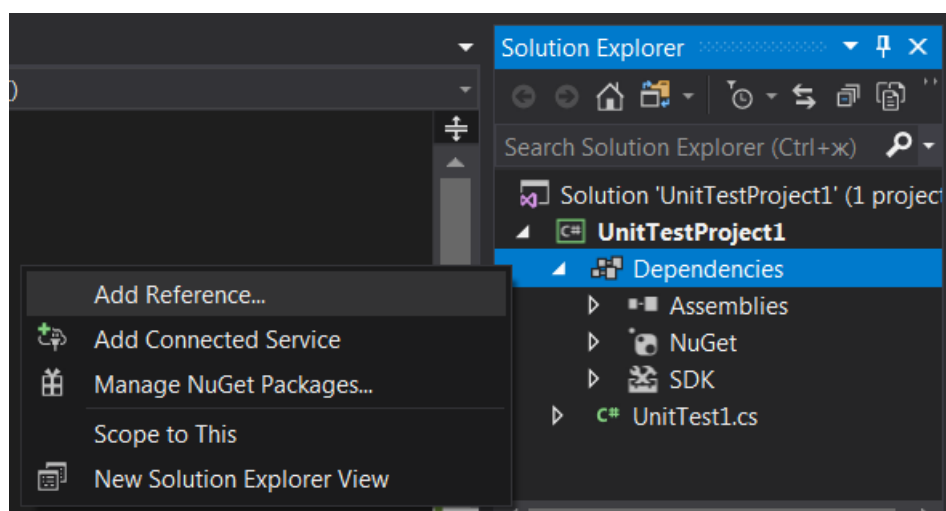 )
Solution Explorer
Search Solution Explorer (Ctrl+ж)
Solution 'UnitTestProject1' (1 project
C# UnitTestProject1
Dependencies
Assemblies
NuGet
SDK
C# UnitTest1.cs
Add Reference...
Add Connected Service
Manage NuGet Packages...
Scope to This
New Solution Explorer View